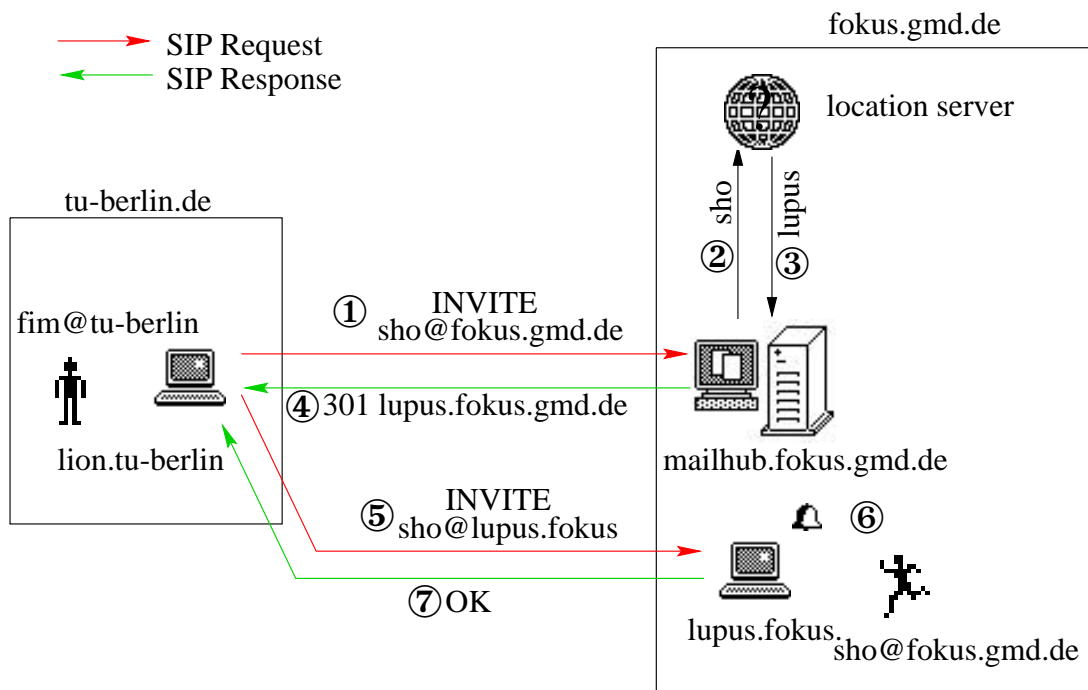 fokus.gmd.de
SIP Request
SIP Response
?
location server
tu-berlin.de
sho
lupus
②
③
① INVITE
sho@fokus.gmd.de
fim@tu-berlin
④ 301 lupus.fokus.gmd.de
lion.tu-berlin
mailhub.fokus.gmd.de
INVITE
⑤ sho@lupus.fokus
⑥
⑦ OK
lupus.fokus.
sho@fokus.gmd.de